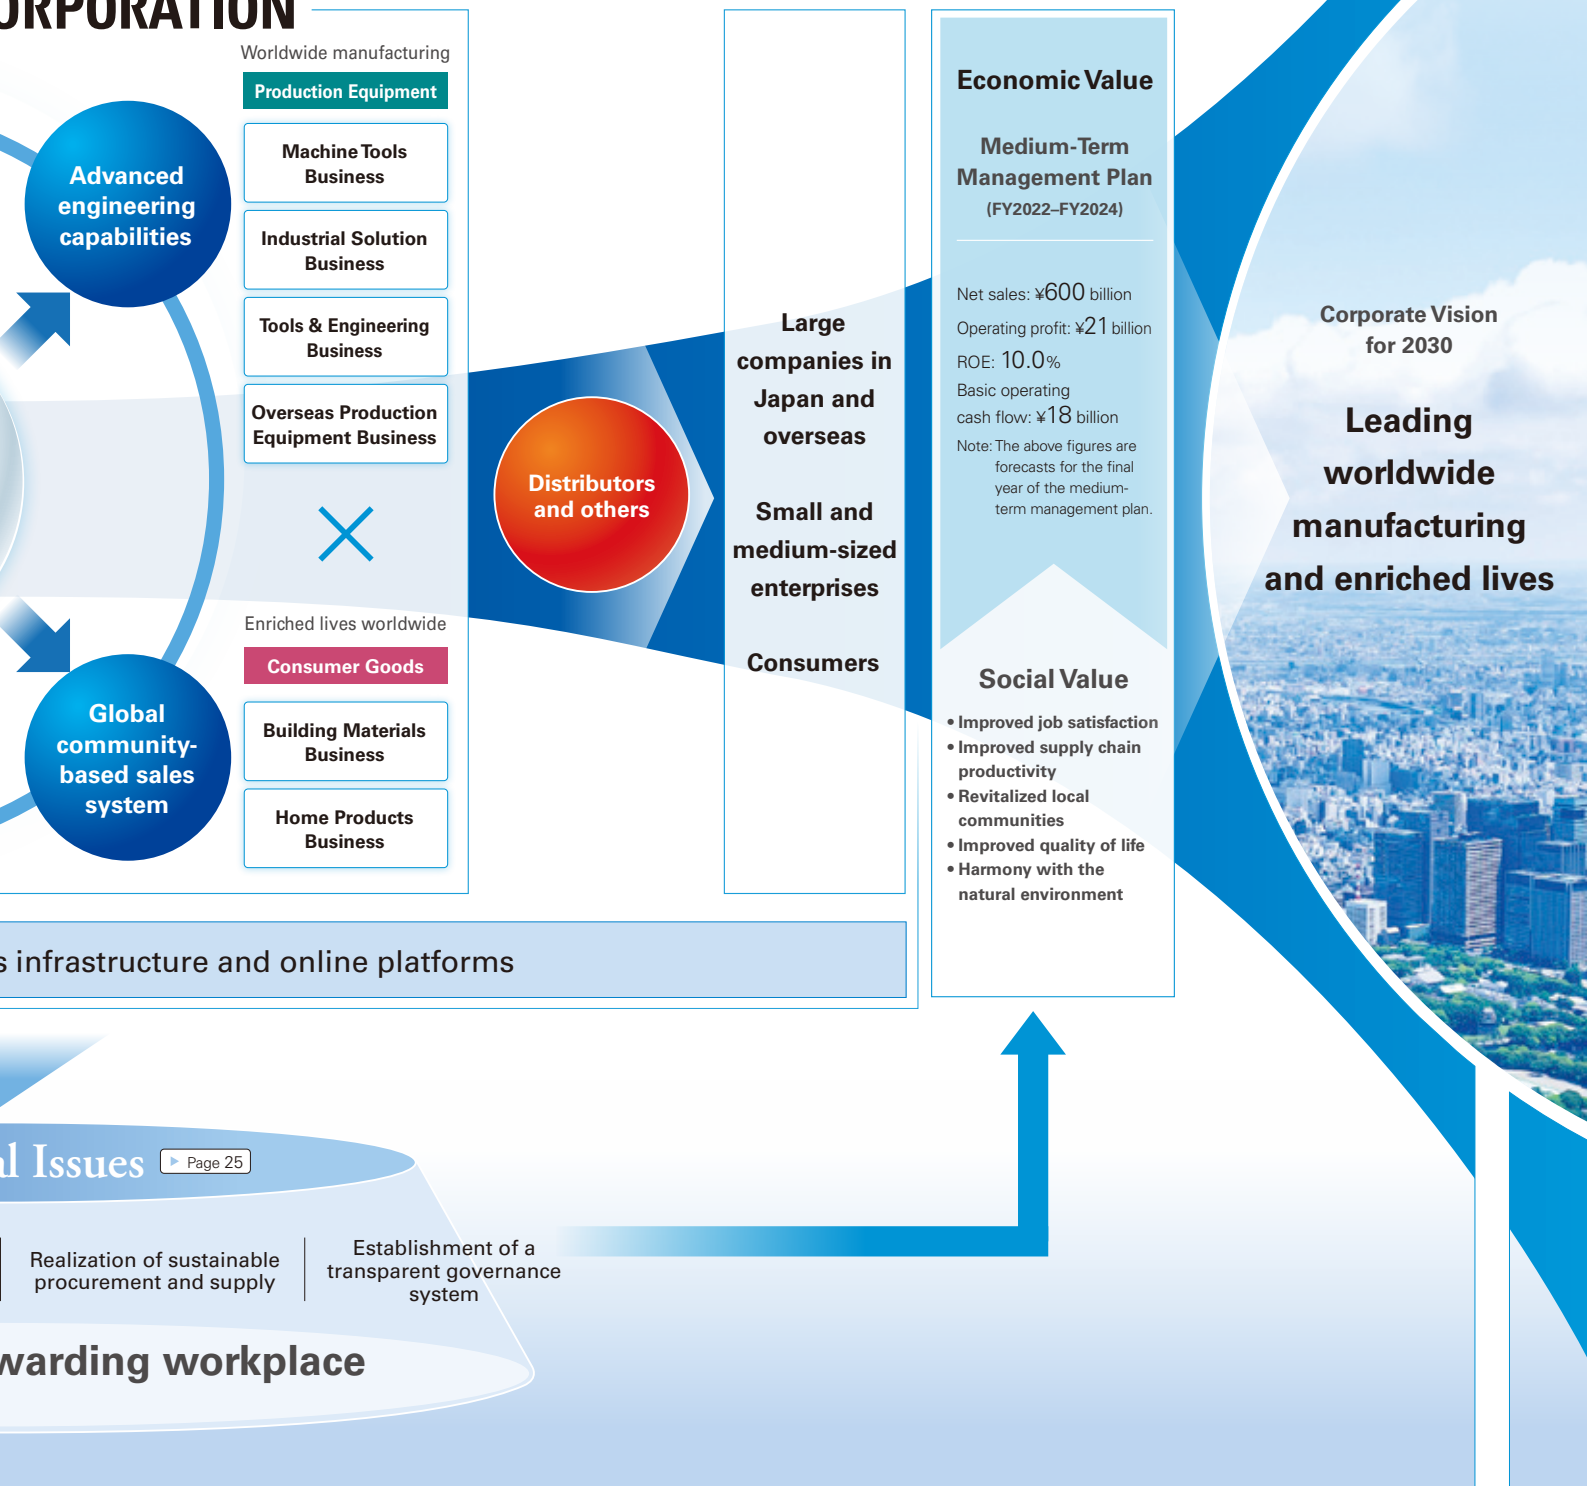 ORPORATION
Worldwide manufacturing
Production Equipment
Machine Tools
Business
Industrial Solution
Business
Tools & Engineering
Business
Overseas Production
Equipment Business
Enriched lives worldwide
Consumer Goods
Building Materials
Business
Home Products
Business
Advanced
engineering
capabilities
Global
community-
based sales
system
Distributors
and others
Large
companies in
Japan and
overseas
Small and
medium-sized
enterprises
Consumers
Economic Value
Medium-Term
Management Plan
(FY2022–FY2024)
Net sales: ¥600 billion
Operating profit: ¥21 billion
ROE: 10.0%
Basic operating
cash flow: ¥18 billion
Note: The above figures are
forecasts for the final
year of the medium-
term management plan.
Social Value
• Improved job satisfaction
• Improved supply chain
productivity
• Revitalized local
communities
• Improved quality of life
• Harmony with the
natural environment
Corporate Vision
for 2030
Leading
worldwide
manufacturing
and enriched lives
s infrastructure and online platforms
al Issues
Page 25
Realization of sustainable
procurement and supply
Establishment of a
transparent governance
system
warding workplace